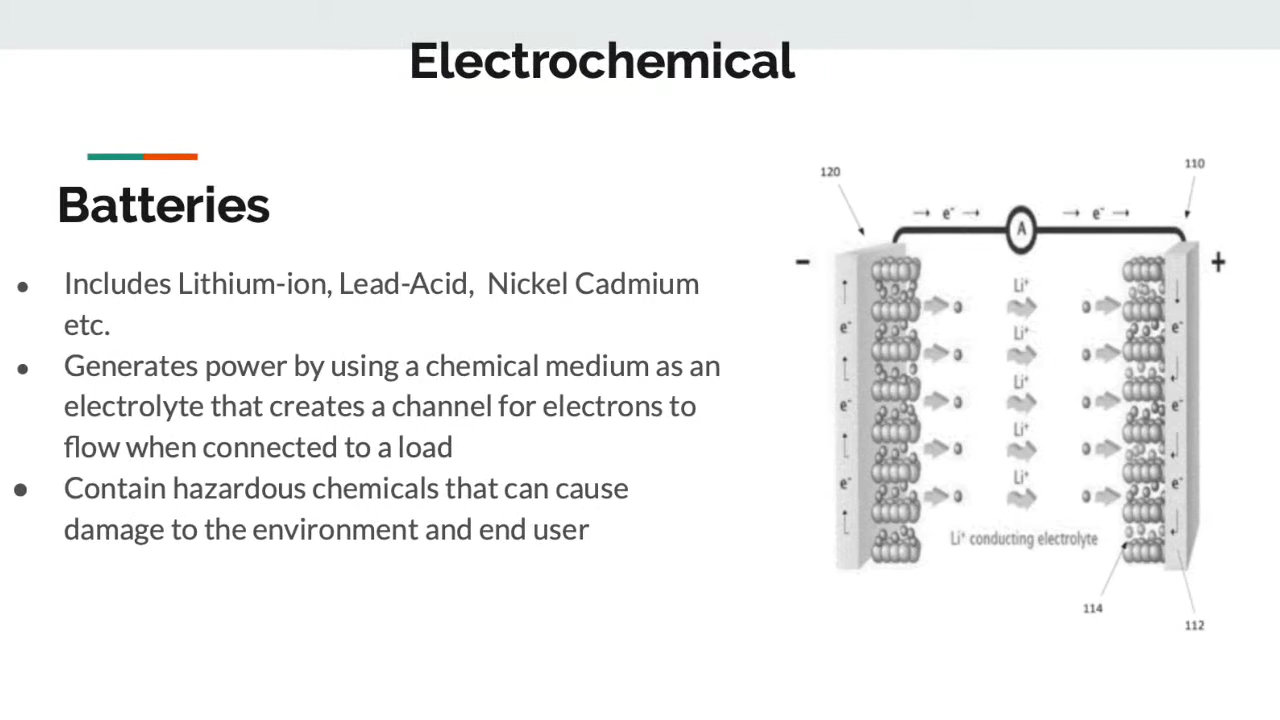 Electrochemical
Batteries
● Includes Lithium-ion, Lead-Acid, Nickel Cadmium
etc.
● Generates power by using a chemical medium as an
electrolyte that creates a channel for electrons to
flow when connected to a load
● Contain hazardous chemicals that can cause
damage to the environment and end user
120
110
→ e⁻ →
A
→ e⁻ →
−
+
Li⁺
Li⁺
e⁻
e⁻
Li⁺
Li⁺
e⁻
e⁻
Li⁺
e⁻
e⁻
Li⁺ conducting electrolyte
114
112